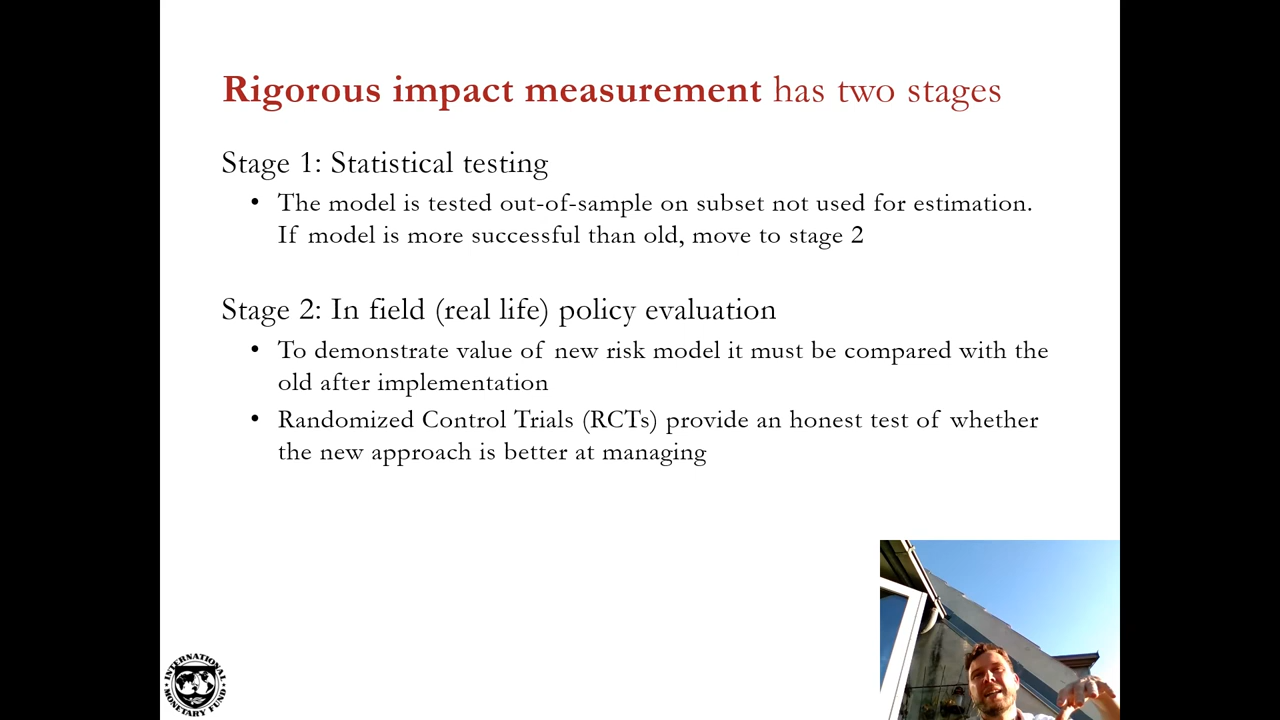 Rigorous impact measurement has two stages
Stage 1: Statistical testing
• The model is tested out-of-sample on subset not used for estimation.
If model is more successful than old, move to stage 2
Stage 2: In field (real life) policy evaluation
• To demonstrate value of new risk model it must be compared with the
old after implementation
• Randomized Control Trials (RCTs) provide an honest test of whether
the new approach is better at managing
INTERNATIONAL
MONETARY FUND